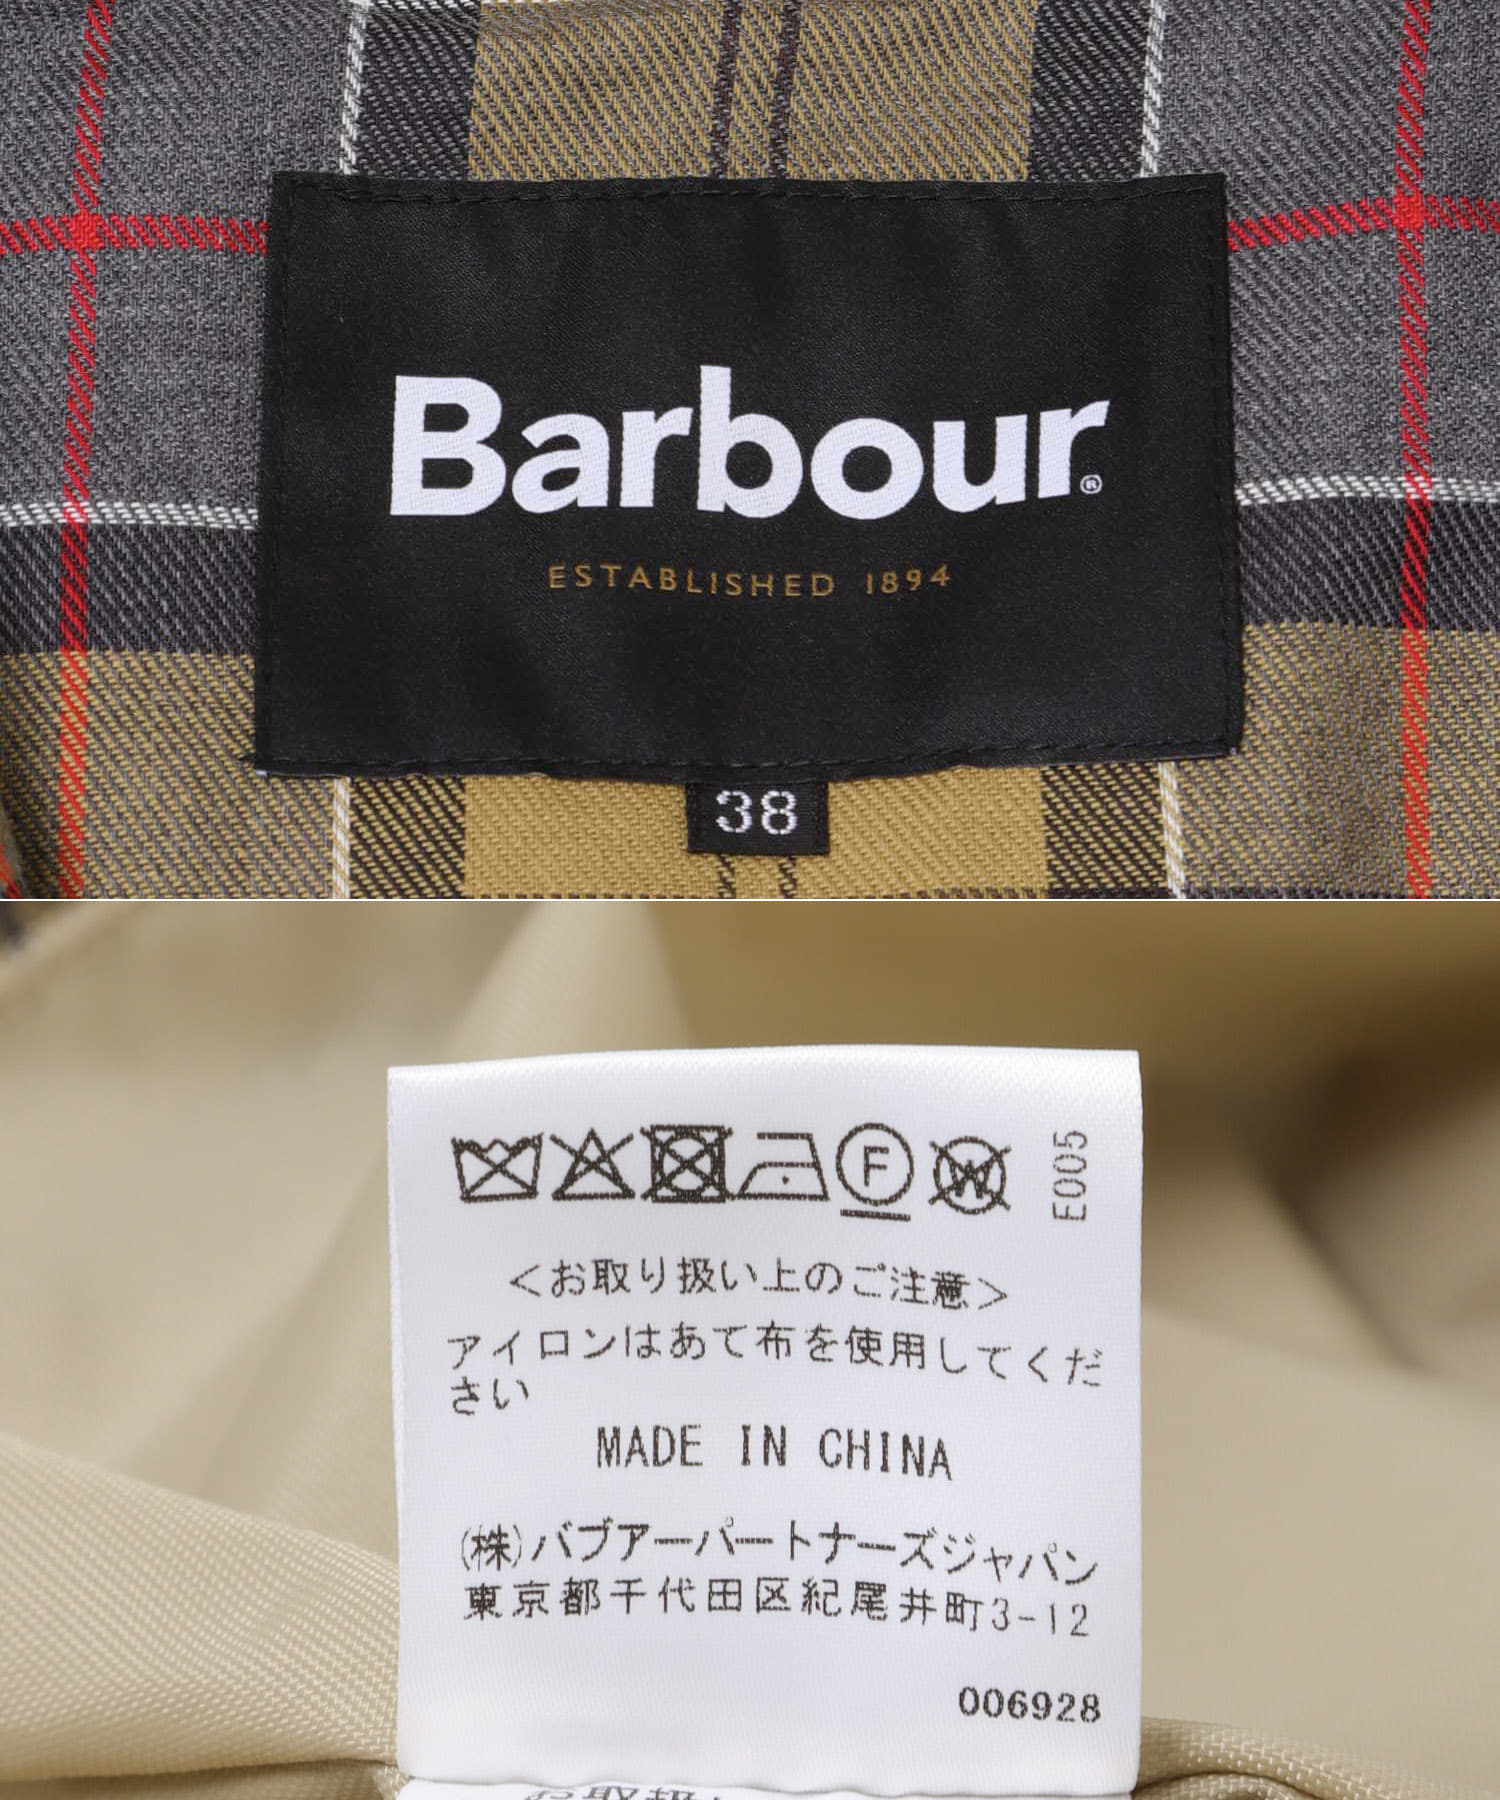 Barbour®
ESTABLISHED 1894
38
F W E005
<お取り扱い上のご注意>
アイロンはあて布を使用してくだ
さい
MADE IN CHINA
(株)バブアーパートナーズジャパン
東京都千代田区紀尾井町3-12
006928